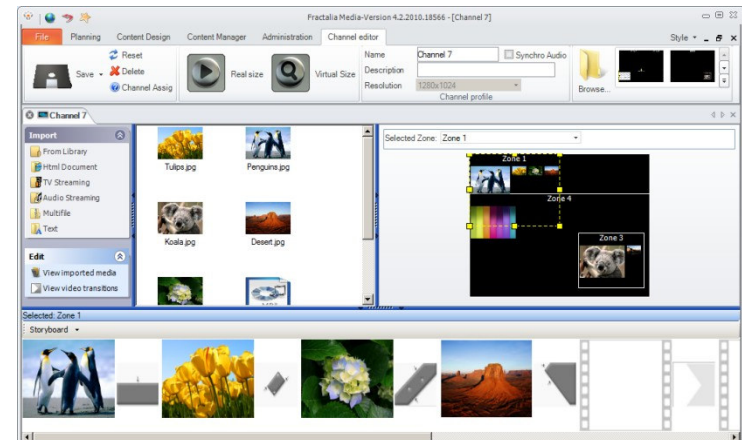 Fractalia Media-Version 4.2.2010.18566 - [Channel 7]
File Planning Content Design Content Manager Administration Channel editor Style
Reset
Save
Delete
Channel Assig
Real size
Virtual Size
Name Channel 7 Synchro Audio
Description
Resolution 1280x1024
Channel profile
Browse...
Channel 7
Import
From Library
Html Document
TV Streaming
Audio Streaming
Multifile
Text
Edit
View imported media
View video transitions
Tulips.jpg Penguins.jpg
Koala.jpg Desert.jpg
Selected Zone: Zone 1
Zone 1
Zone 4
Zone 3
Selected: Zone 1
Storyboard